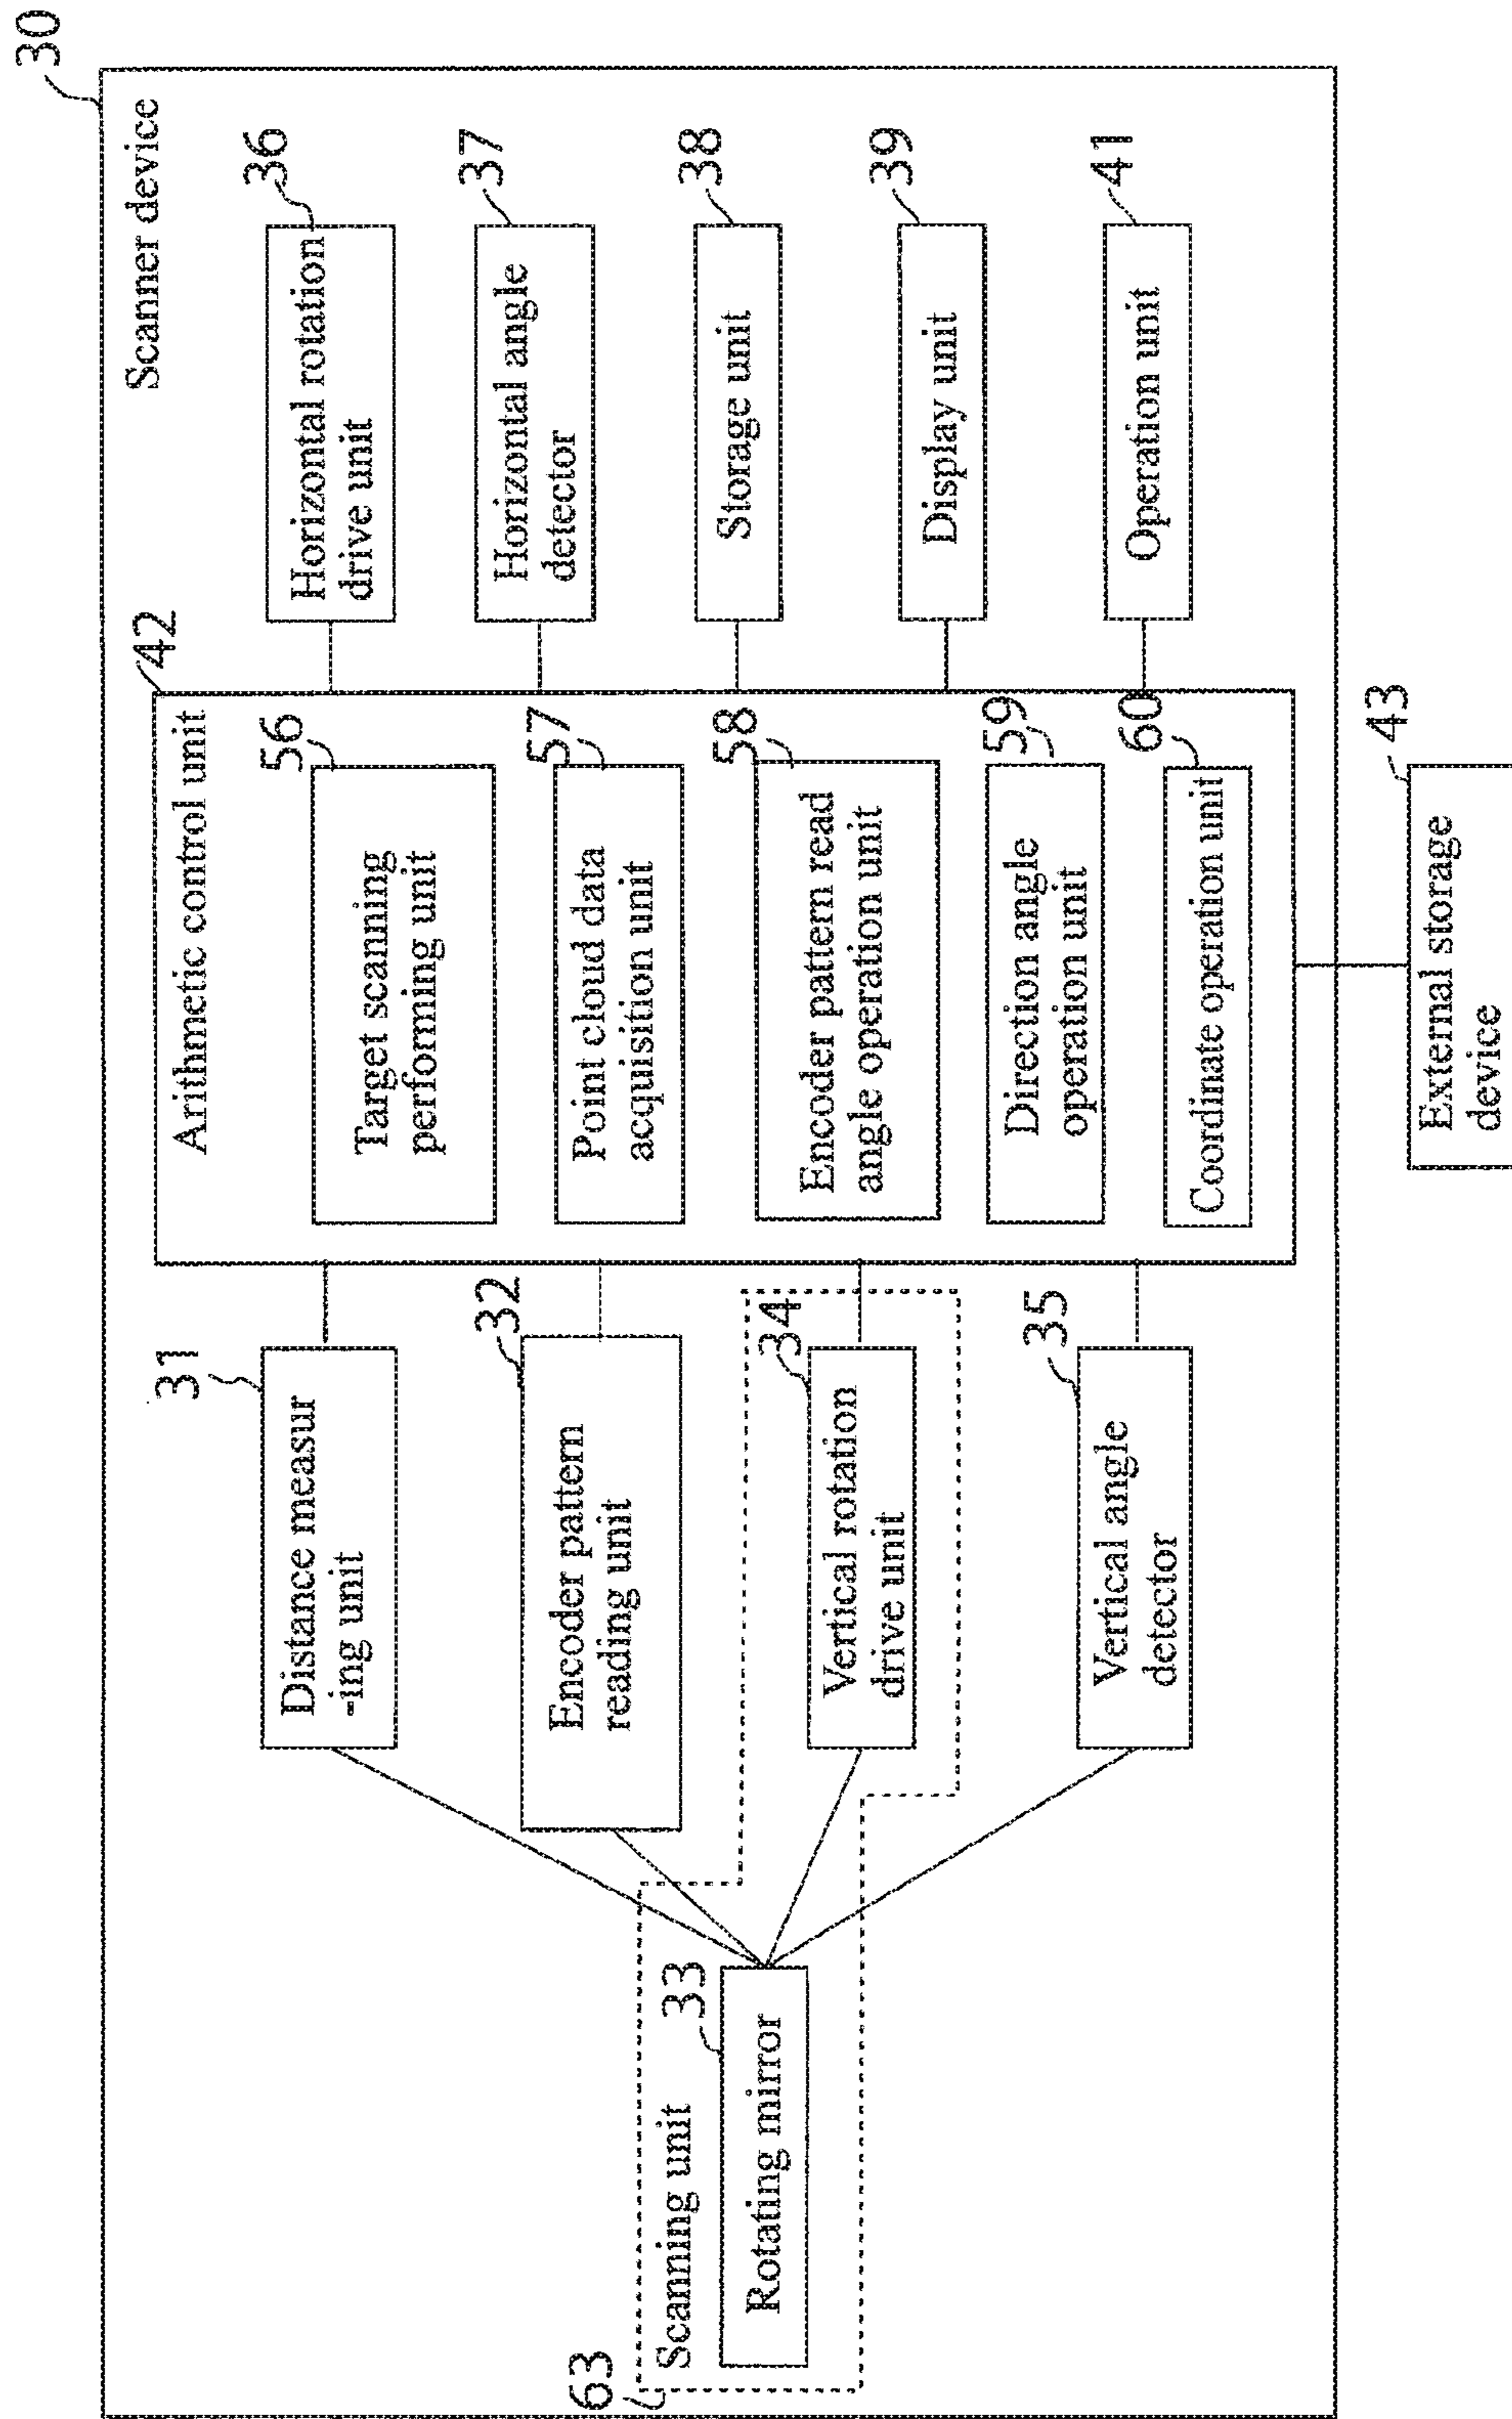 30
Scanner device
63
Scanning unit
33
Rotating mirror
31
Distance measur
-ing unit
32
Encoder pattern
reading unit
34
Vertical rotation
drive unit
35
Vertical angle
detector
42
Arithmetic control unit
56
Target scanning
performing unit
57
Point cloud data
acquisition unit
58
Encoder pattern read
angle operation unit
59
Direction angle
operation unit
60
Coordinate operation unit
36
Horizontal rotation
drive unit
37
Horizontal angle
detector
38
Storage unit
39
Display unit
41
Operation unit
43
External storage
device